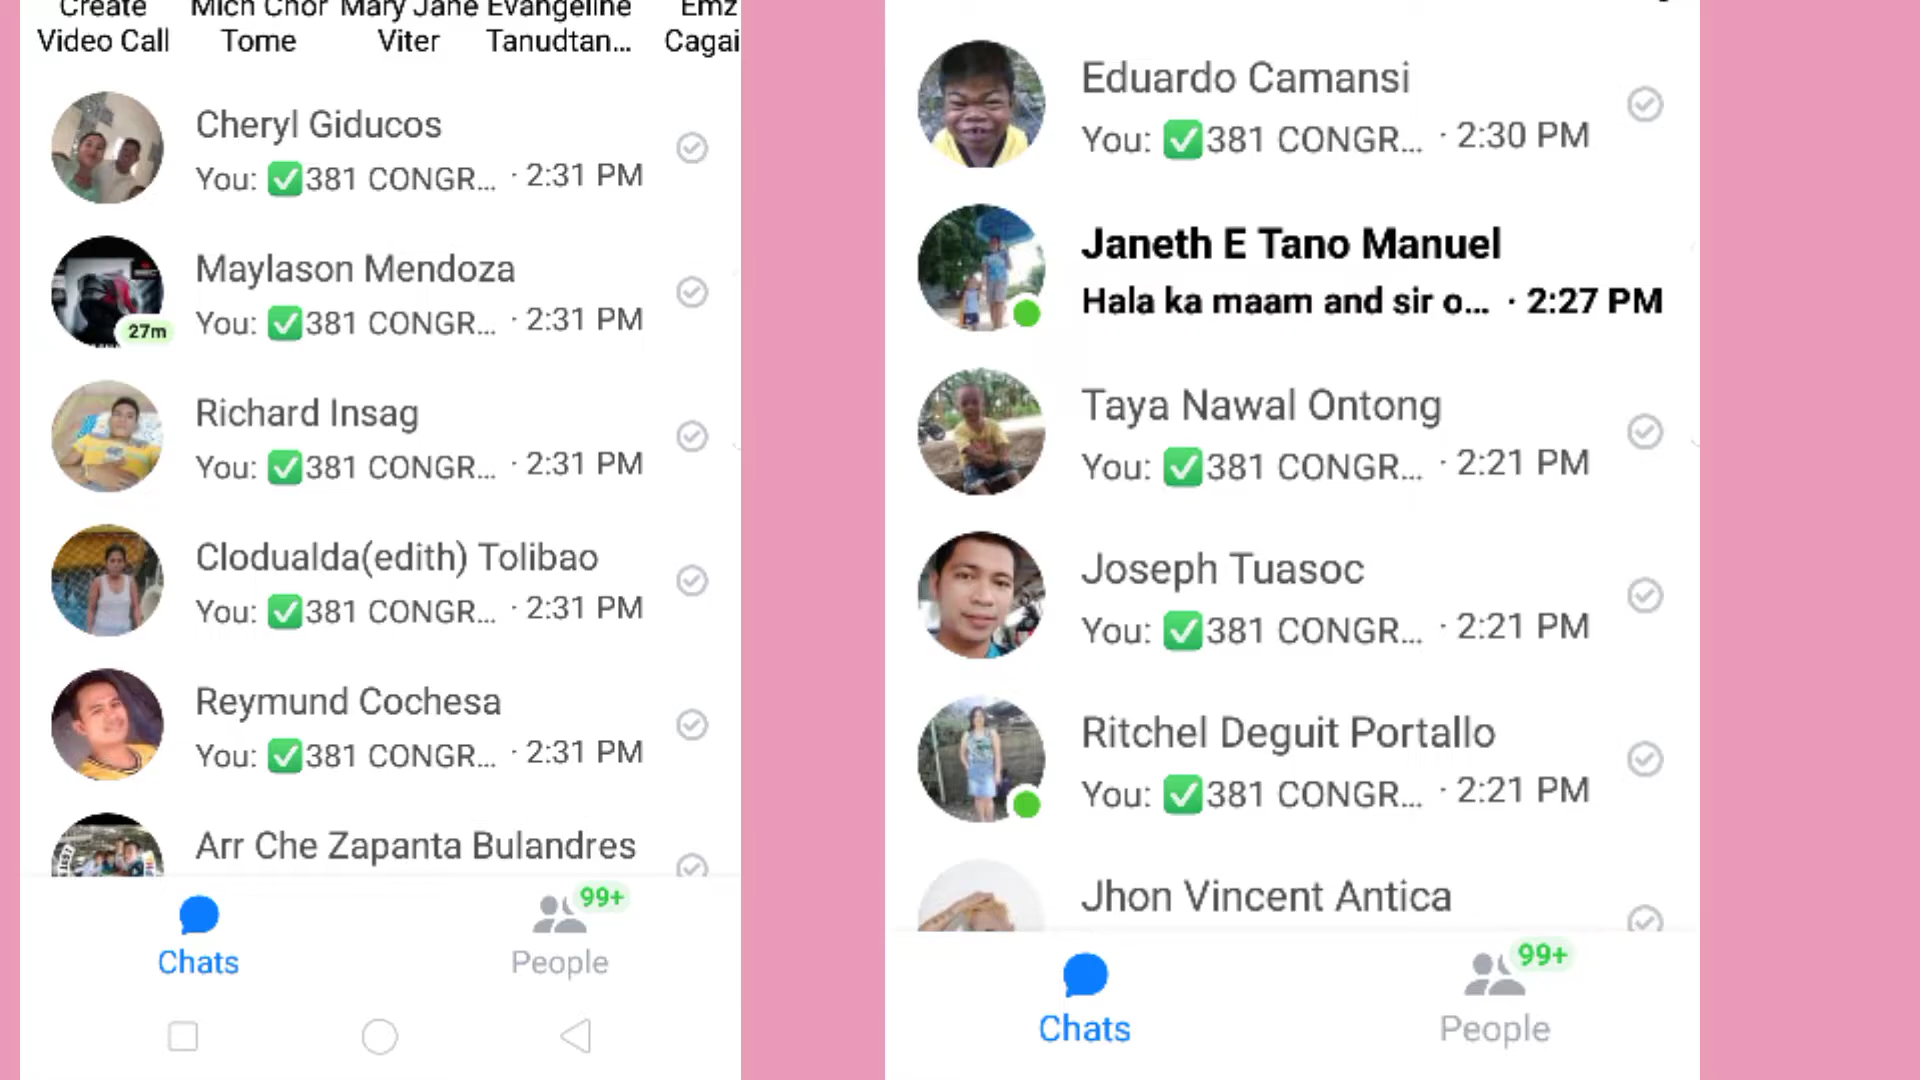 Create
Video Call
Mich Chor
Tome
Mary Jane
Viter
Evangeline
Tanudtan...
Emz
Cagai
Cheryl Giducos
You: ✅381 CONGR... · 2:31 PM
Maylason Mendoza
You: ✅381 CONGR... · 2:31 PM
27m
Richard Insag
You: ✅381 CONGR... · 2:31 PM
Clodualda(edith) Tolibao
You: ✅381 CONGR... · 2:31 PM
Reymund Cochesa
You: ✅381 CONGR... · 2:31 PM
Arr Che Zapanta Bulandres
99+
Chats
People
Eduardo Camansi
You: ✅381 CONGR... · 2:30 PM
Janeth E Tano Manuel
Hala ka maam and sir o... · 2:27 PM
Taya Nawal Ontong
You: ✅381 CONGR... · 2:21 PM
Joseph Tuasoc
You: ✅381 CONGR... · 2:21 PM
Ritchel Deguit Portallo
You: ✅381 CONGR... · 2:21 PM
Jhon Vincent Antica
99+
Chats
People